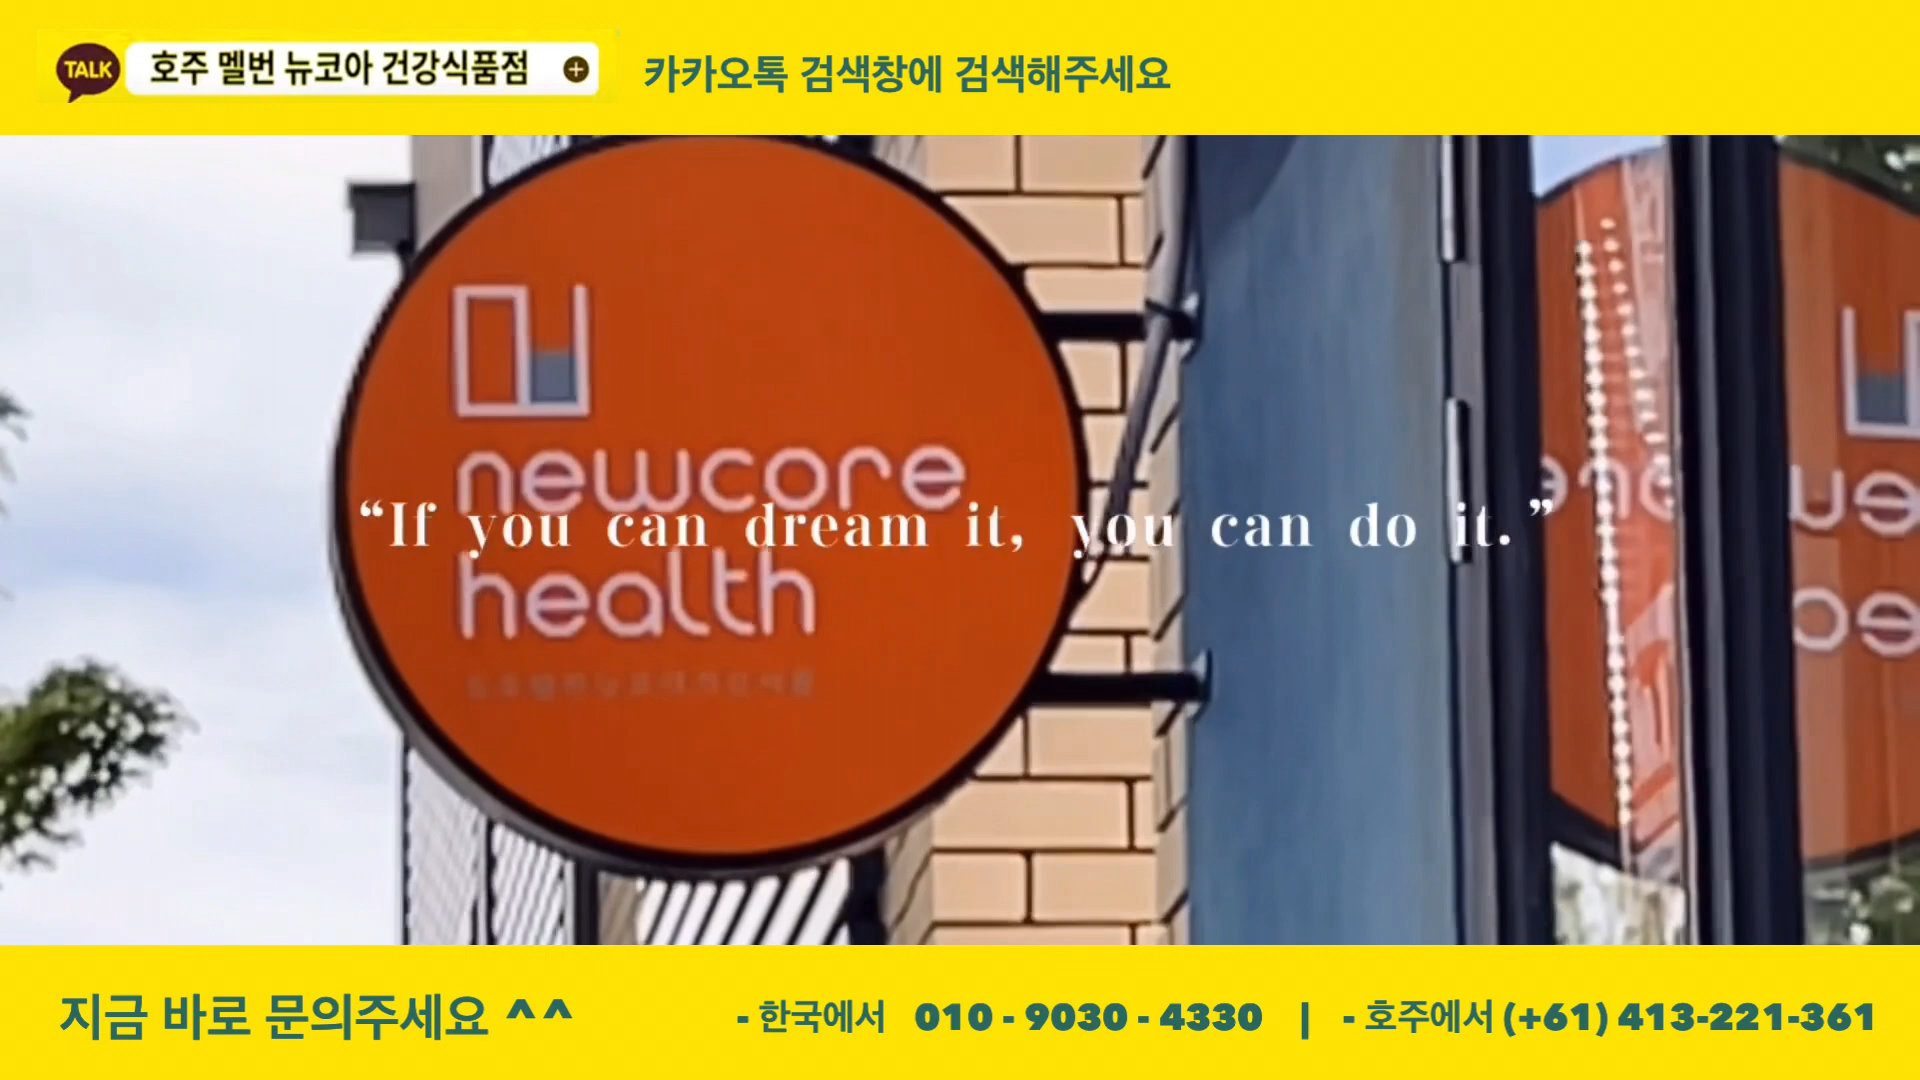 TALK 호주 멜번 뉴코아 건강식품점 카카오톡 검색창에 검색해주세요
newcore
“If you can dream it, you can do it.”
health
지금 바로 문의주세요 ^^ - 한국에서 010 - 9030 - 4330 | - 호주에서 (+61) 413-221-361